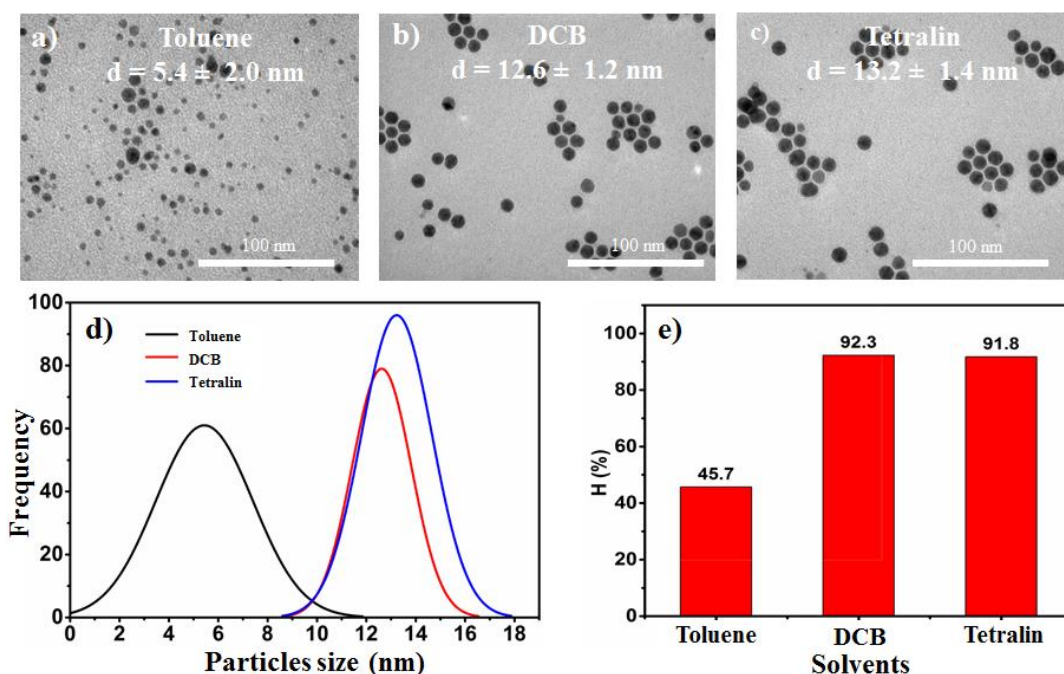 a)
Toluene
d = 5.4 ± 2.0 nm
100 nm
b)
DCB
d = 12.6 ± 1.2 nm
100 nm
c)
Tetralin
d = 13.2 ± 1.4 nm
100 nm
d)
Toluene
DCB
Tetralin
Frequency
100
80
60
40
20
0
0 2 4 6 8 10 12 14 16 18
Particles size (nm)
e)
H (%)
100
80
60
40
20
0
45.7
92.3
91.8
Toluene DCB Tetralin
Solvents